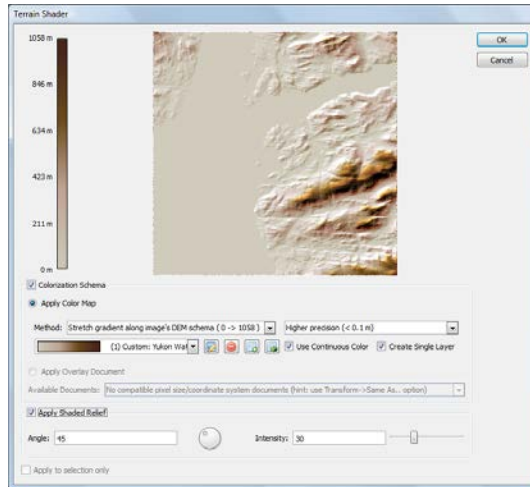 Terrain Shader
1058 m
846 m
634 m
423 m
211 m
0 m
OK
Cancel
Colorization Schema
Apply Color Map
Method: Stretch gradient along image's DEM schema ( 0 -> 1058 ) Higher precision (< 0.1 m)
(1) Custom: Yukon Wat Use Continuous Color Create Single Layer
Apply Overlay Document
Available Documents: No compatible pixel size/coordinate system documents (hint: use Transform->Same As... option)
Apply Shaded Relief
Angle: 45 Intensity: 30
Apply to selection only